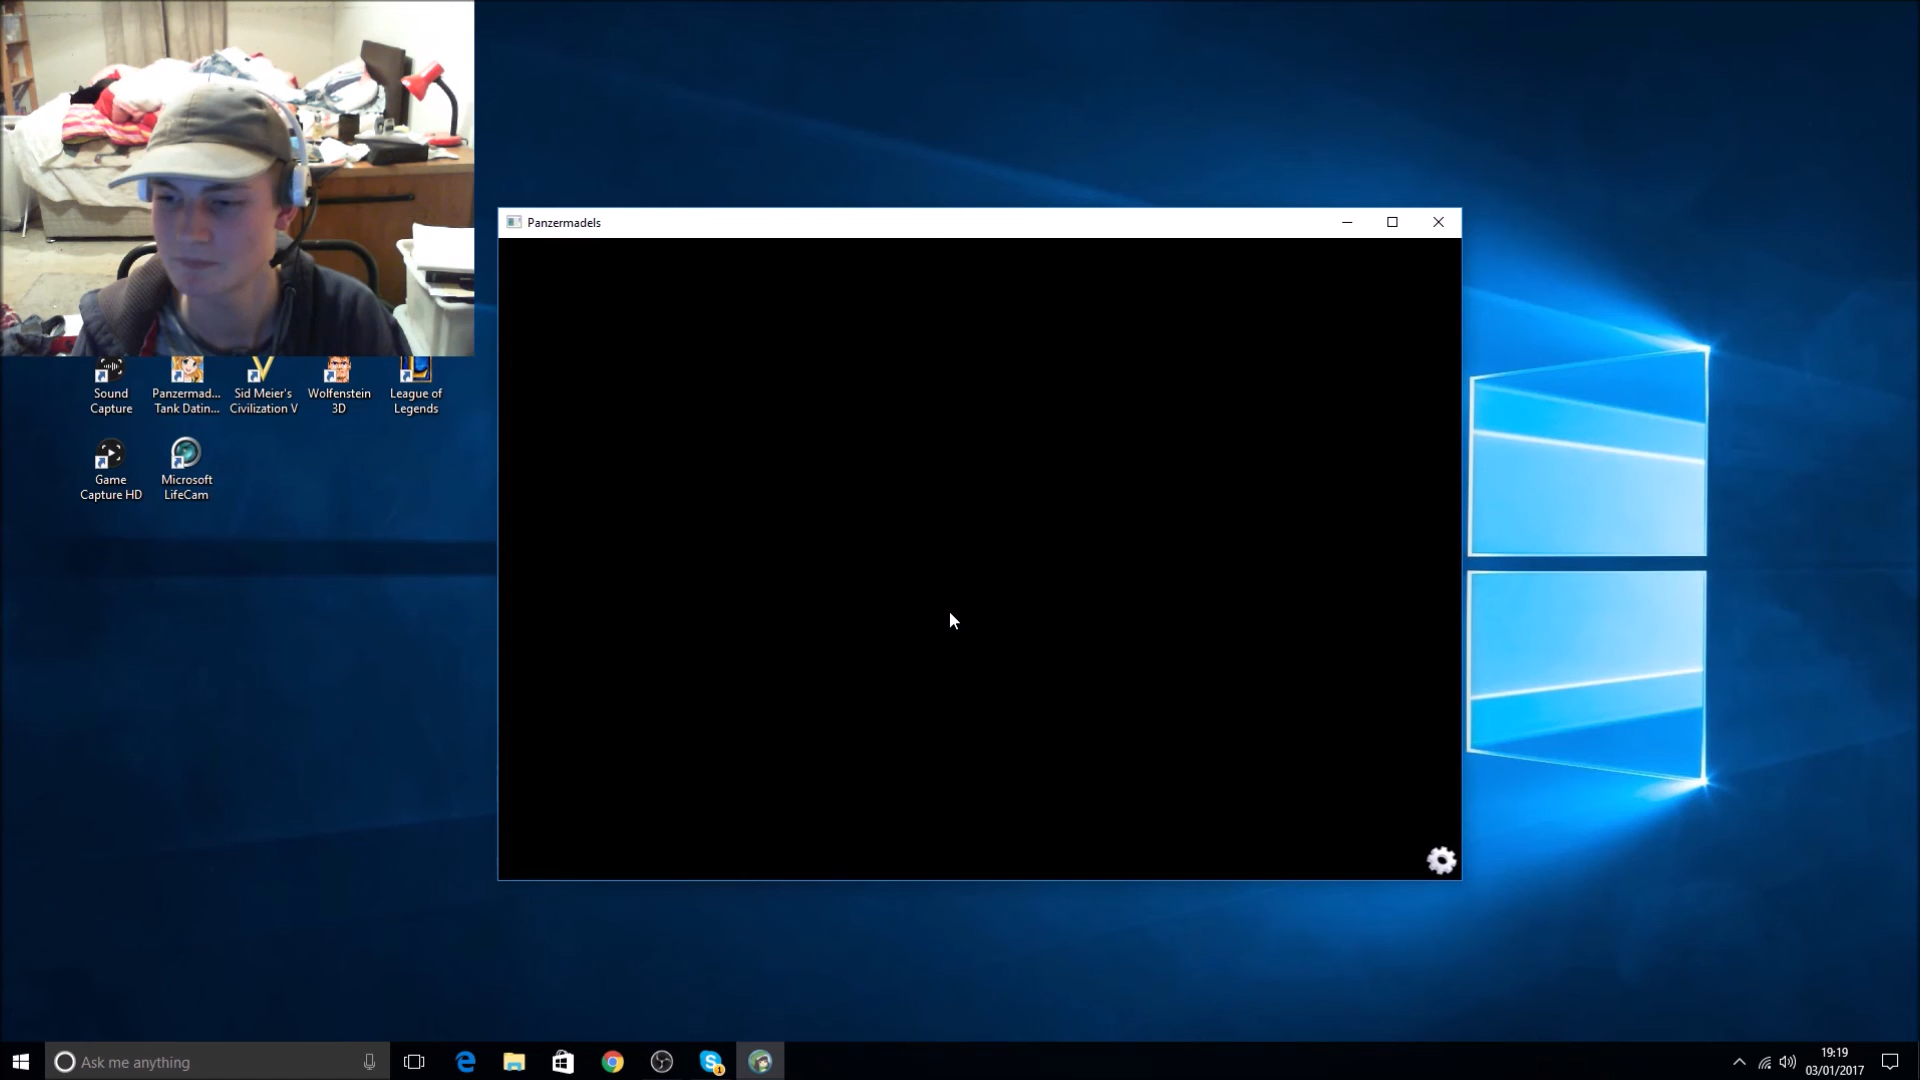 Panzermadels
Sound
Capture
Panzermad...
Tank Datin...
Sid Meier's
Civilization V
Wolfenstein
3D
League of
Legends
Game
Capture HD
Microsoft
LifeCam
Ask me anything
1
19:19
03/01/2017